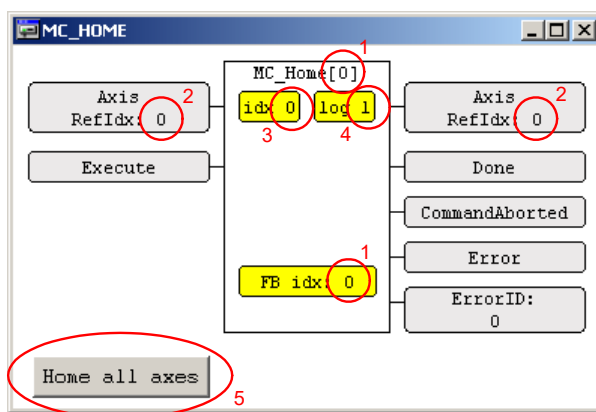 MC_HOME
1
MC_Home[0]
Axis
RefIdx: 0
2
idx 0
log 1
Axis
RefIdx: 0
2
3
4
Execute
Done
CommandAborted
1
FB idx: 0
Error
ErrorID:
0
Home all axes
5